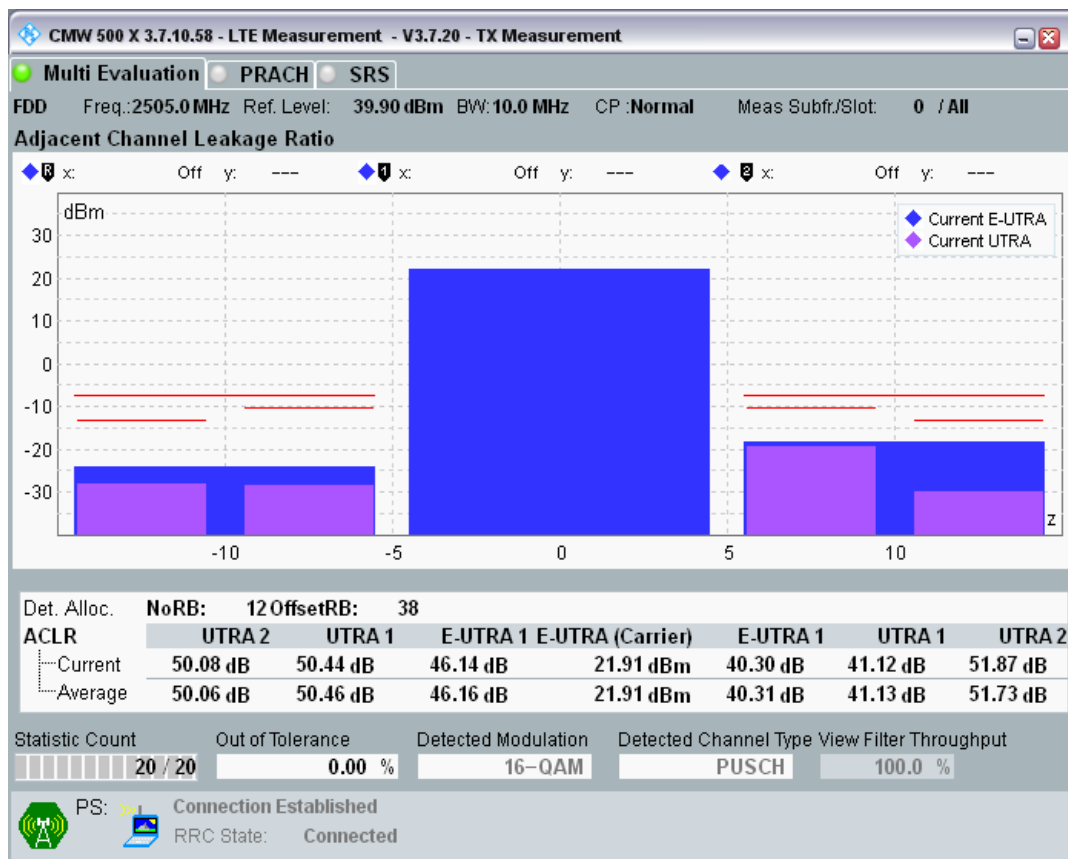 CMW 500 X 3.7.10.58 - LTE Measurement - V3.7.20 - TX Measurement
Multi Evaluation PRACH SRS
FDD Freq.:2505.0 MHz Ref. Level: 39.90 dBm BW: 10.0 MHz CP :Normal Meas Subfr./Slot: 0 / All
Adjacent Channel Leakage Ratio
R x: Off y: --- 1 x: Off y: --- 2 x: Off y: ---
dBm
Current E-UTRA
Current UTRA
30
20
10
0
-10
-20
-30
z
-10 -5 0 5 10
Det. Alloc. NoRB: 12 OffsetRB: 38
ACLR UTRA 2 UTRA 1 E-UTRA 1 E-UTRA (Carrier) E-UTRA 1 UTRA 1 UTRA 2
Current 50.08 dB 50.44 dB 46.14 dB 21.91 dBm 40.30 dB 41.12 dB 51.87 dB
Average 50.06 dB 50.46 dB 46.16 dB 21.91 dBm 40.31 dB 41.13 dB 51.73 dB
Statistic Count Out of Tolerance Detected Modulation Detected Channel Type View Filter Throughput
20 / 20 0.00 % 16-QAM PUSCH 100.0 %
PS: Connection Established
RRC State: Connected